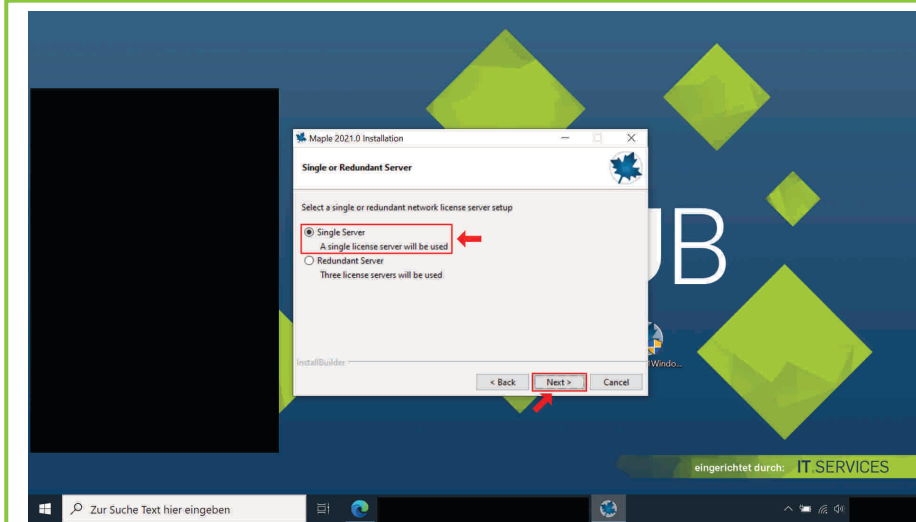 Maple 2021.0 Installation
Single or Redundant Server
Select a single or redundant network license server setup
Single Server
A single license server will be used
Redundant Server
Three license servers will be used
InstallBuilder
< Back Next > Cancel
UB
Windo...
eingerichtet durch: IT.SERVICES
Zur Suche Text hier eingeben